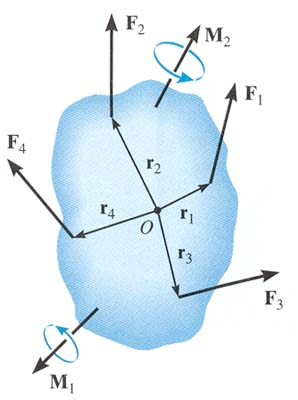 F₂
M₂
F₁
F₄
r₂
r₄
r₁
O
r₃
F₃
M₁